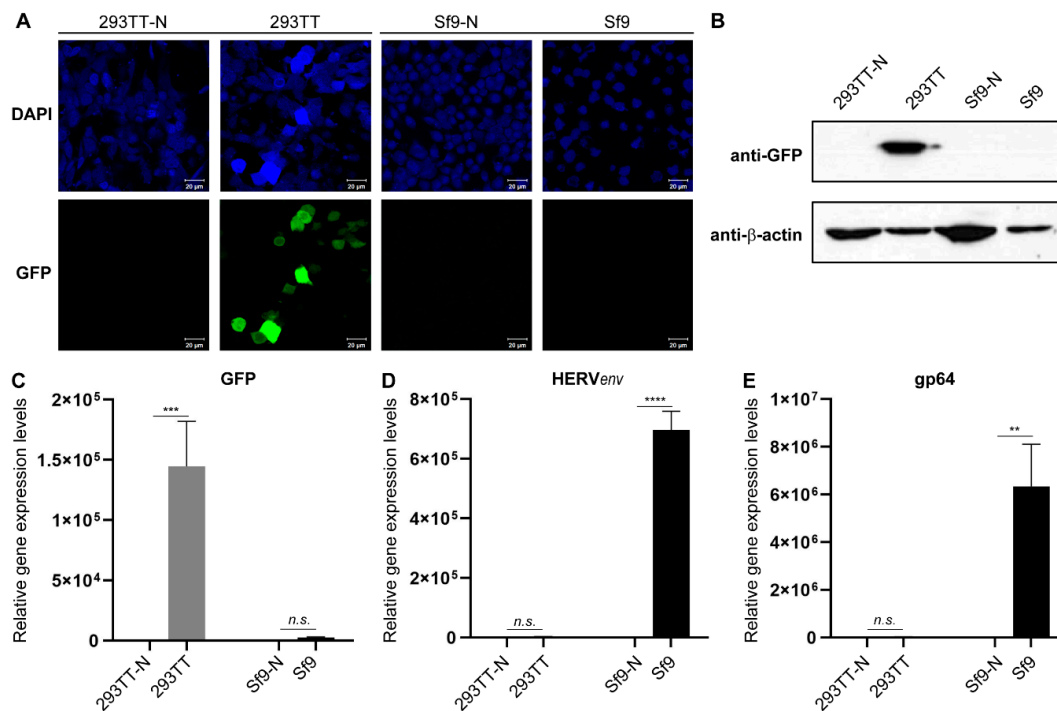 A
293TT-N 293TT Sf9-N Sf9
DAPI
20 µm 20 µm 20 µm 20 µm
GFP
20 µm 20 µm 20 µm 20 µm
B
293TT-N 293TT Sf9-N Sf9
anti-GFP
anti-β-actin
C
GFP
Relative gene expression levels
2×10⁵
1.5×10⁵
1×10⁵
5×10⁴
0
***
n.s.
293TT-N 293TT Sf9-N Sf9
D
HERVenv
Relative gene expression levels
8×10⁵
6×10⁵
4×10⁵
2×10⁵
0
n.s.
****
293TT-N 293TT Sf9-N Sf9
E
gp64
Relative gene expression levels
1×10⁷
8×10⁶
6×10⁶
4×10⁶
2×10⁶
0
n.s.
**
293TT-N 293TT Sf9-N Sf9